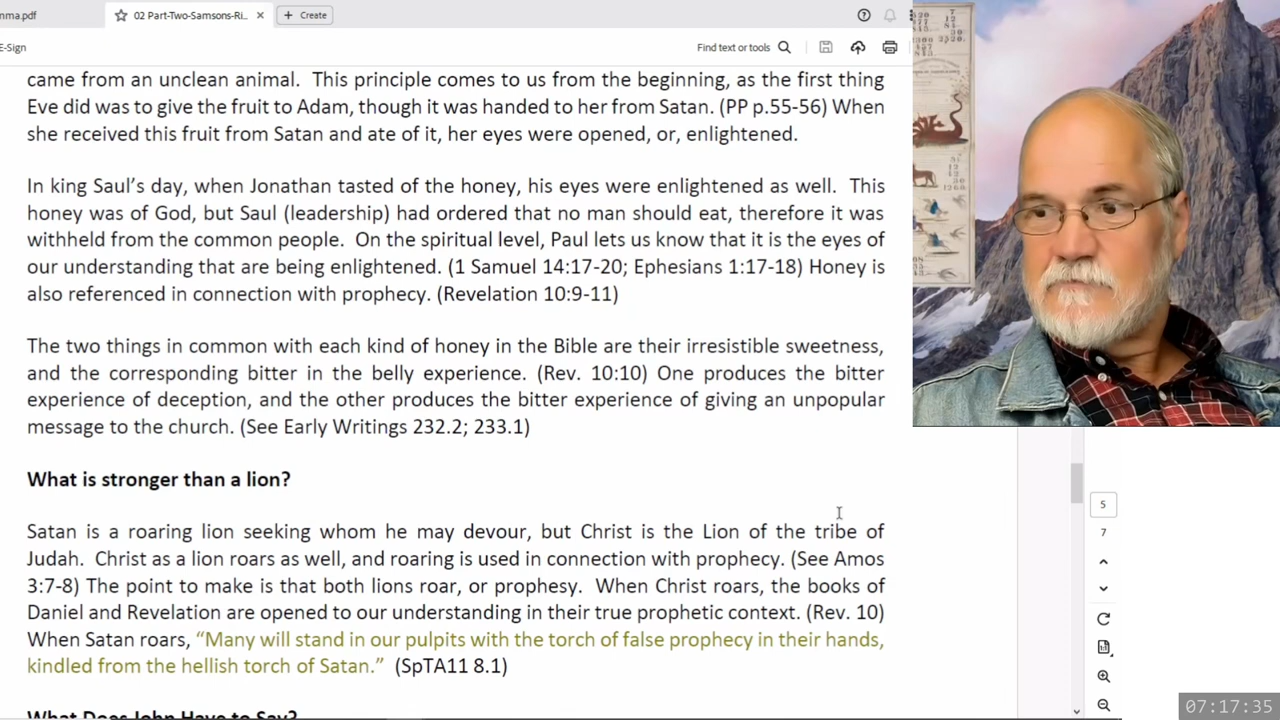 mma.pdf
02 Part-Two-Samsons-Ri...
Create
E-Sign
Find text or tools
came from an unclean animal. This principle comes to us from the beginning, as the first thing
Eve did was to give the fruit to Adam, though it was handed to her from Satan. (PP p.55-56) When
she received this fruit from Satan and ate of it, her eyes were opened, or, enlightened.
In king Saul’s day, when Jonathan tasted of the honey, his eyes were enlightened as well. This
honey was of God, but Saul (leadership) had ordered that no man should eat, therefore it was
withheld from the common people. On the spiritual level, Paul lets us know that it is the eyes of
our understanding that are being enlightened. (1 Samuel 14:17-20; Ephesians 1:17-18) Honey is
also referenced in connection with prophecy. (Revelation 10:9-11)
The two things in common with each kind of honey in the Bible are their irresistible sweetness,
and the corresponding bitter in the belly experience. (Rev. 10:10) One produces the bitter
experience of deception, and the other produces the bitter experience of giving an unpopular
message to the church. (See Early Writings 232.2; 233.1)
What is stronger than a lion?
Satan is a roaring lion seeking whom he may devour, but Christ is the Lion of the tribe of
Judah. Christ as a lion roars as well, and roaring is used in connection with prophecy. (See Amos
3:7-8) The point to make is that both lions roar, or prophesy. When Christ roars, the books of
Daniel and Revelation are opened to our understanding in their true prophetic context. (Rev. 10)
When Satan roars, “Many will stand in our pulpits with the torch of false prophecy in their hands,
kindled from the hellish torch of Satan.” (SpTA11 8.1)
What Does John Have to Say?
5
7
07:17:35